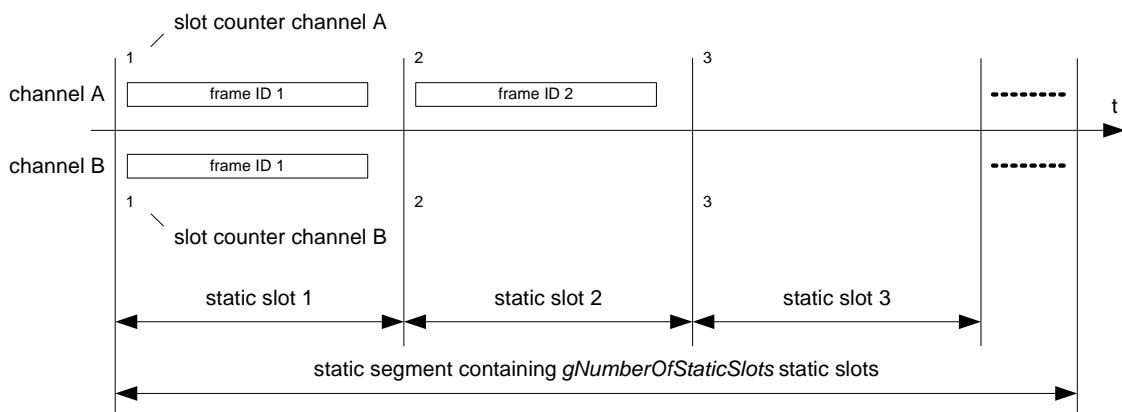 slot counter channel A
1 2 3
channel A frame ID 1 frame ID 2
t
channel B frame ID 1
1 2 3
slot counter channel B
static slot 1 static slot 2 static slot 3
static segment containing gNumberOfStaticSlots static slots